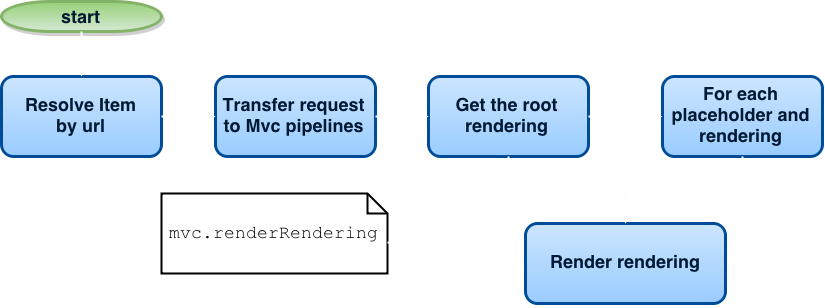 start
Resolve Item
by url
Transfer request
to Mvc pipelines
Get the root
rendering
For each
placeholder and
rendering
mvc.renderRendering
Render rendering